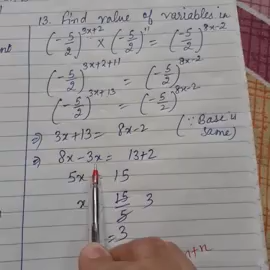 13. Find value of variables in
(-5/2)^3x+2 × (-5/2)^11 = (-5/2)^8x-2
(-5/2)^3x+2+11 = (-5/2)^8x-2
(-5/2)^3x+13 = (-5/2)^8x-2
⇒) 3x+13 = 8x-2 (∵ Base is same)
⇒) 8x-3x = 13+2
5x 15
x 15/5 3
= 3